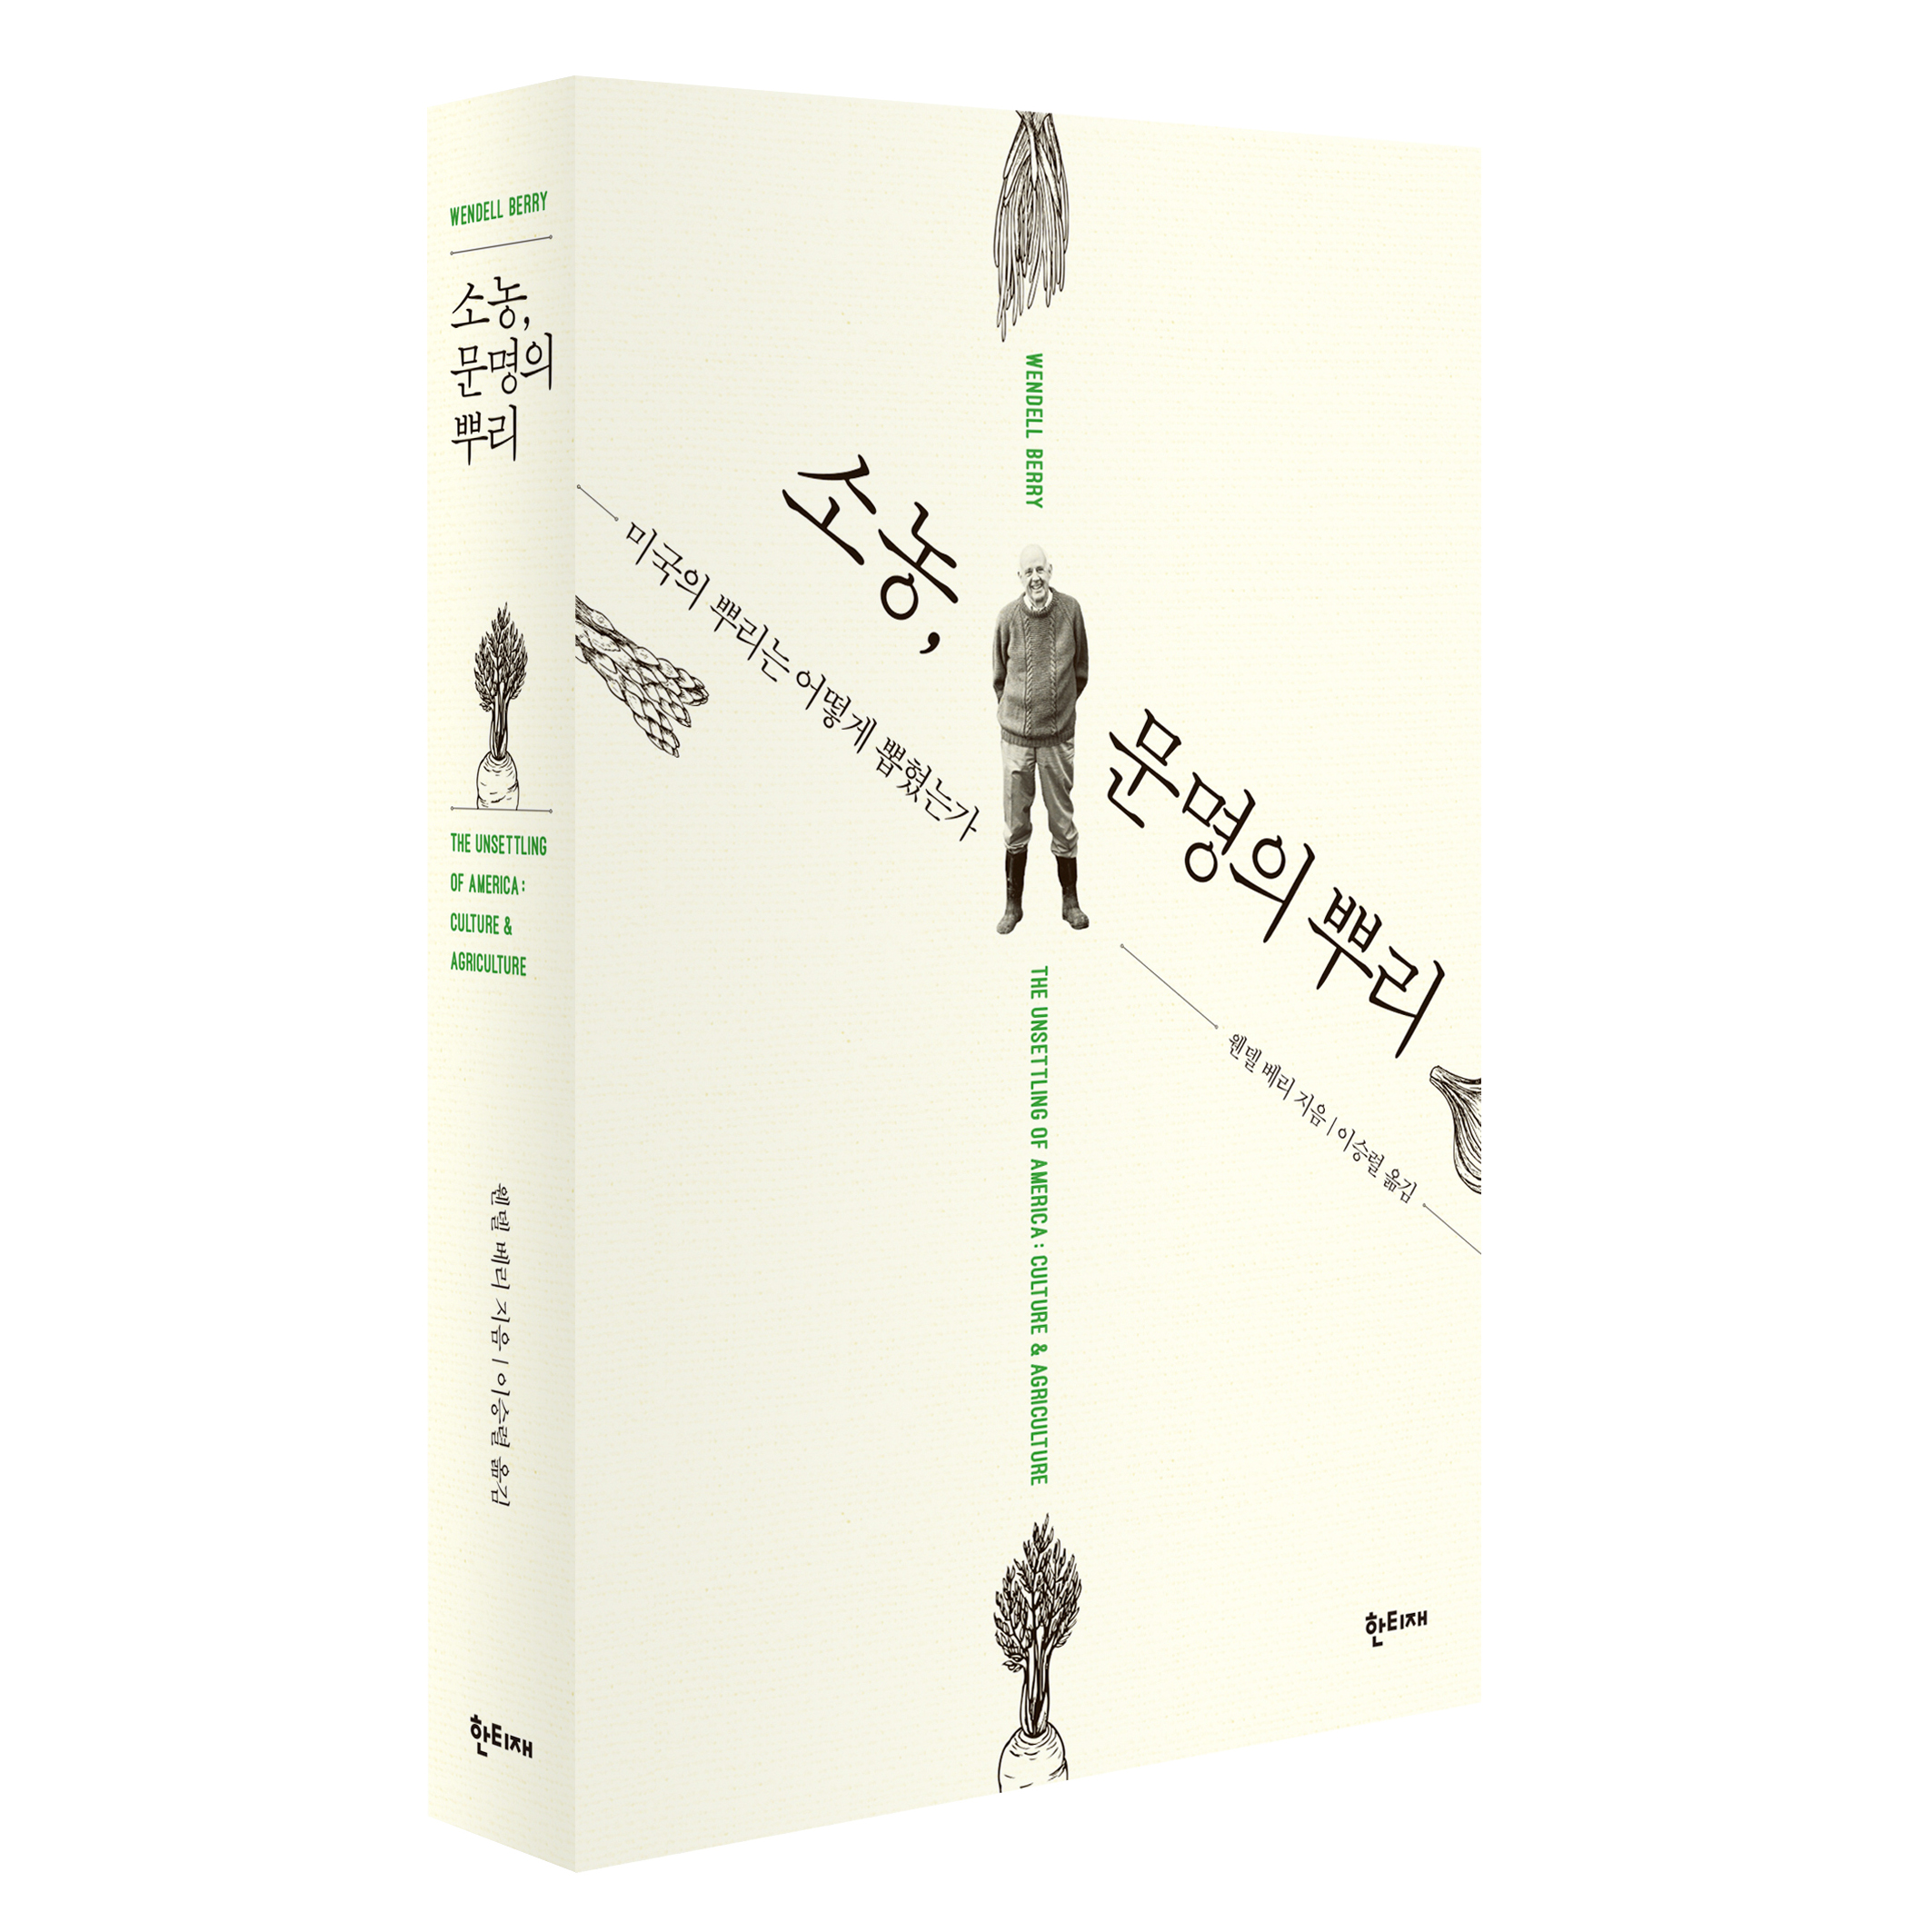 WENDELL BERRY
소농,
문명의
뿌리
THE UNSETTLING
OF AMERICA:
CULTURE &
AGRICULTURE
웬델 베리 지음 | 이승렬 옮김
한티재
WENDELL BERRY
소농,
문명의 뿌리
미국의 뿌리는 어떻게 뽑혔는가
웬델 베리 지음 | 이승렬 옮김
THE UNSETTLING OF AMERICA: CULTURE & AGRICULTURE
한티재